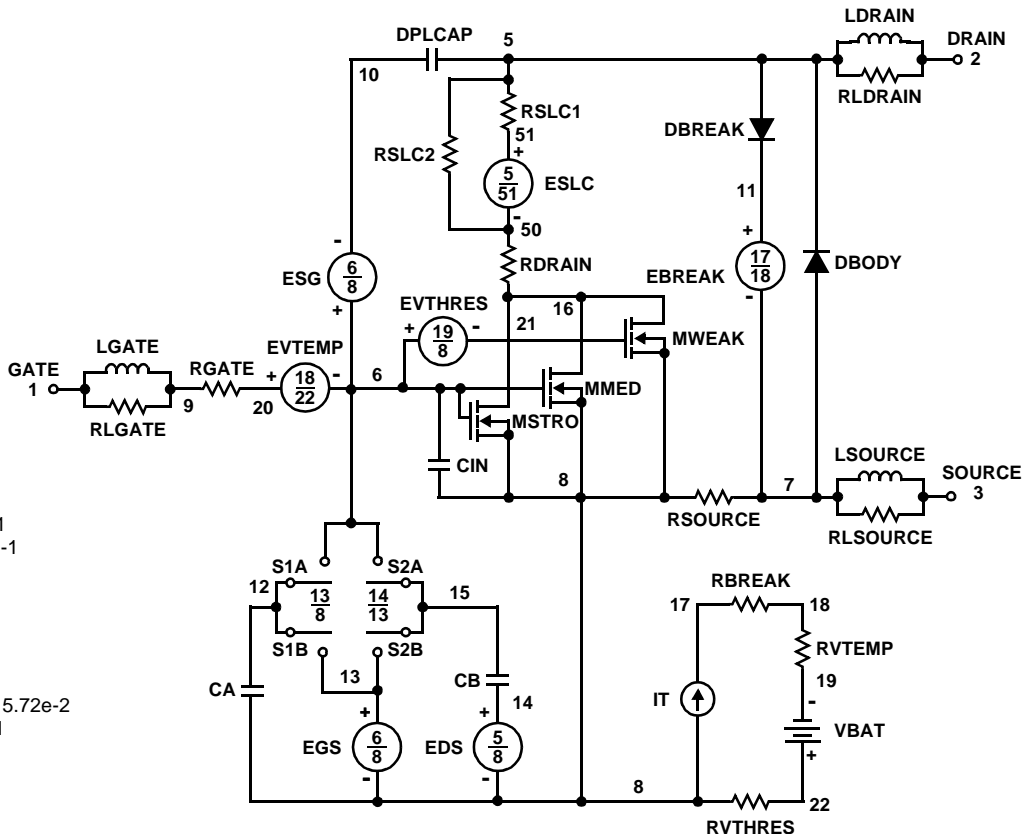 LDRAIN
DPLCAP 5 DRAIN
2
10
RLDRAIN
RSLC1
DBREAK
51
+
RSLC2
5
51
ESLC
11
-
50
+
-
17
18
RDRAIN
EBREAK
DBODY
6
8
ESG
-
EVTHRES
16
+
+
19
8
-
21
MWEAK
LGATE
EVTEMP
GATE
1
RGATE
+
18
22
-
6
MMED
9
20
MSTRO
RLGATE
LSOURCE
CIN
8
7
SOURCE
3
RSOURCE
RLSOURCE
-1
S1A
S2A
12
13
8
14
13
15
RBREAK
17
18
S1B
S2B
RVTEMP
13
CB
19
CA
14
IT
-
5.72e-2
+
+
VBAT
EGS
6
8
EDS
5
8
+
-
-
8
22
RVTHRES